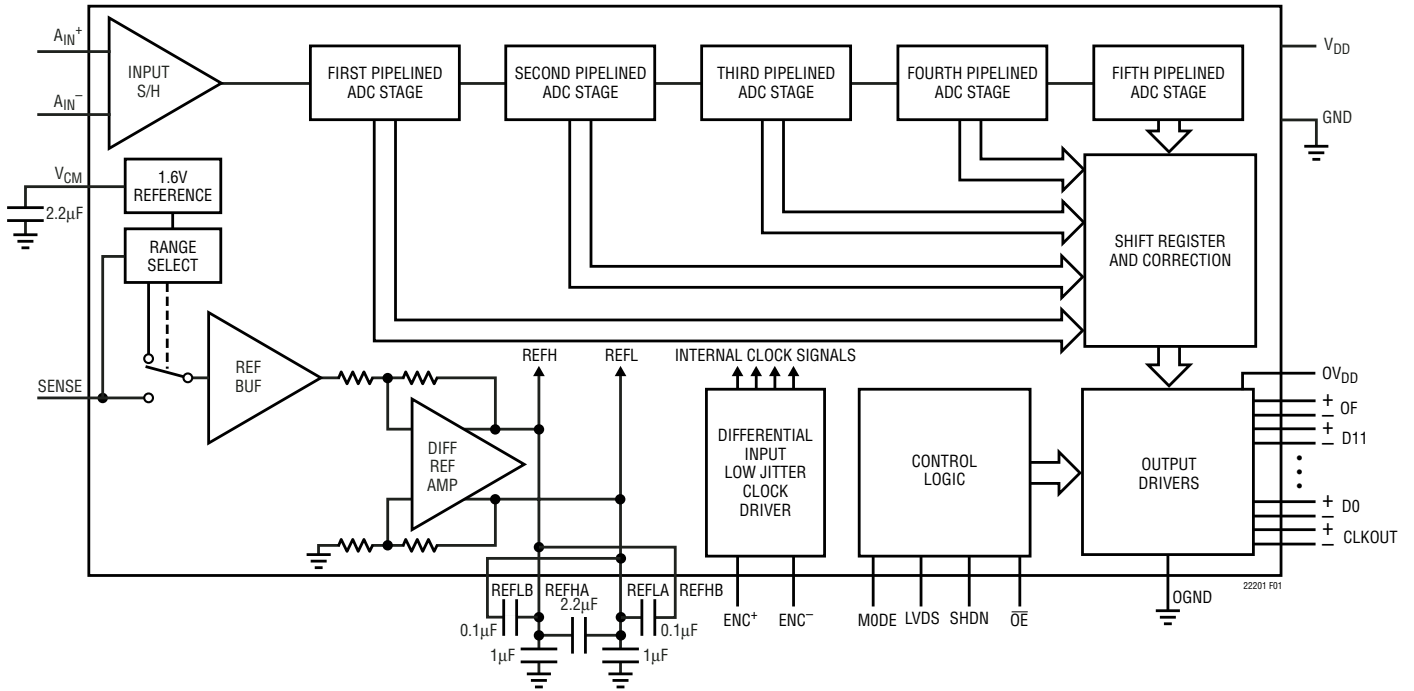 AIN+
AIN–
INPUT
S/H
FIRST PIPELINED
ADC STAGE
SECOND PIPELINED
ADC STAGE
THIRD PIPELINED
ADC STAGE
FOURTH PIPELINED
ADC STAGE
FIFTH PIPELINED
ADC STAGE
VDD
GND
VCM
2.2µF
1.6V
REFERENCE
RANGE
SELECT
SHIFT REGISTER
AND CORRECTION
SENSE
REF
BUF
REFH
REFL
INTERNAL CLOCK SIGNALS
DIFF
REF
AMP
DIFFERENTIAL
INPUT
LOW JITTER
CLOCK
DRIVER
CONTROL
LOGIC
OUTPUT
DRIVERS
OVDD
+
– OF
+
– D11
•
•
•
+
– D0
+
– CLKOUT
22201 F01
REFLB
REFHA
REFLA
REFHB
2.2µF
0.1µF
0.1µF
1µF
1µF
ENC+
ENC–
MODE
LVDS
SHDN
O̅E̅
OGND